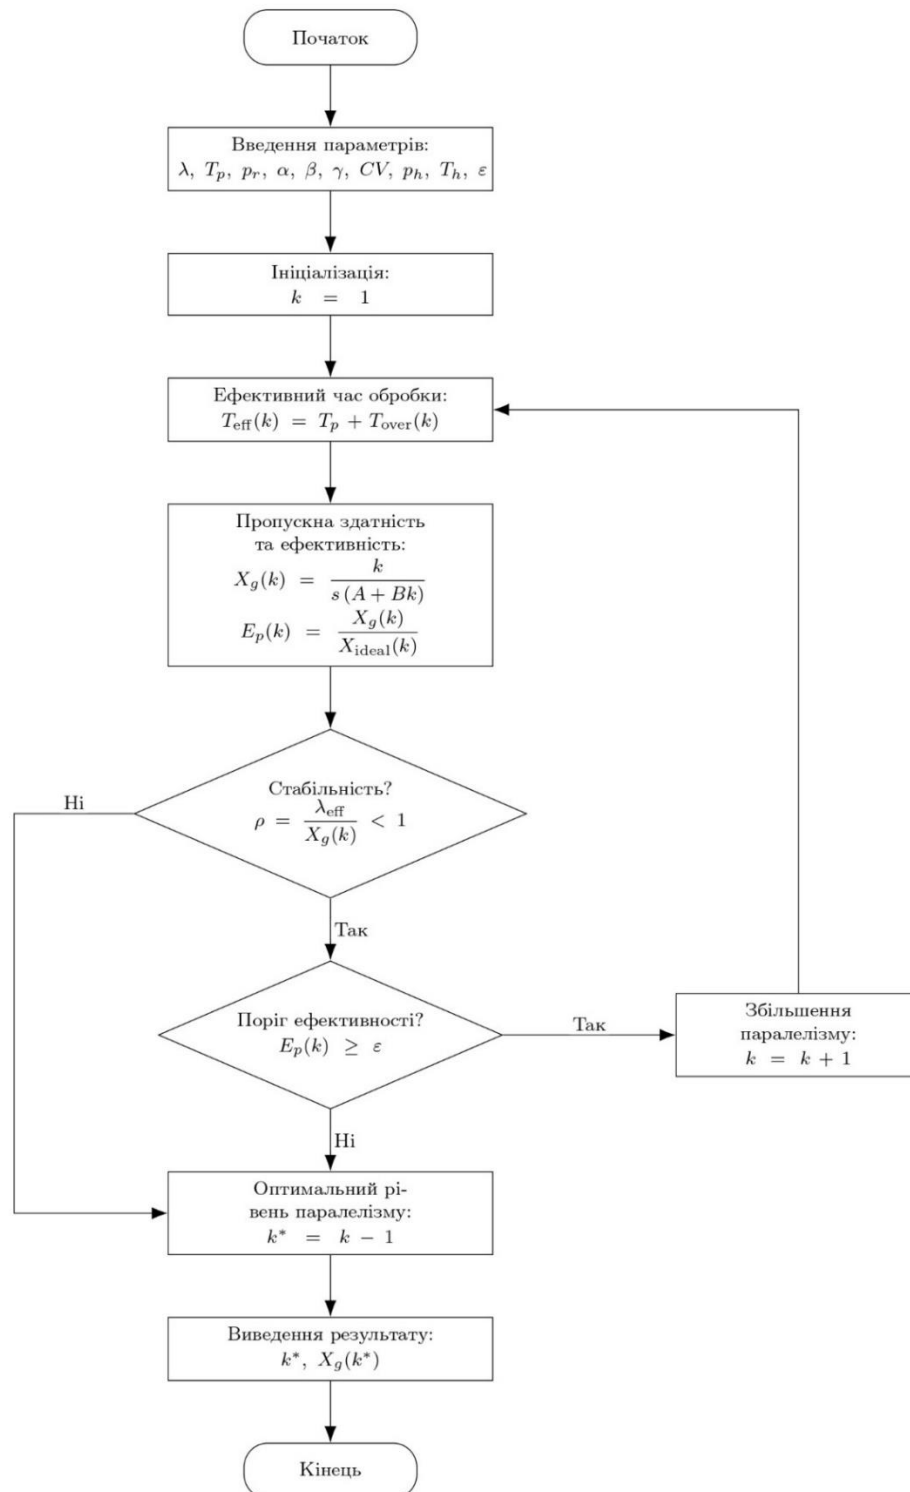 Початок
Введення параметрів:
λ, T_p, p_r, α, β, γ, CV, p_h, T_h, ε
Ініціалізація:
k = 1
Ефективний час обробки:
T_eff(k) = T_p + T_over(k)
Пропускна здатність
та ефективність:
X_g(k) = k / s(A + Bk)
E_p(k) = X_g(k) / X_ideal(k)
Стабільність?
ρ = λ_eff / X_g(k) < 1
Ні
Так
Поріг ефективності?
E_p(k) ≥ ε
Так
Збільшення
паралелізму:
k = k + 1
Ні
Оптимальний рі-
вень паралелізму:
k* = k − 1
Виведення результату:
k*, X_g(k*)
Кінець